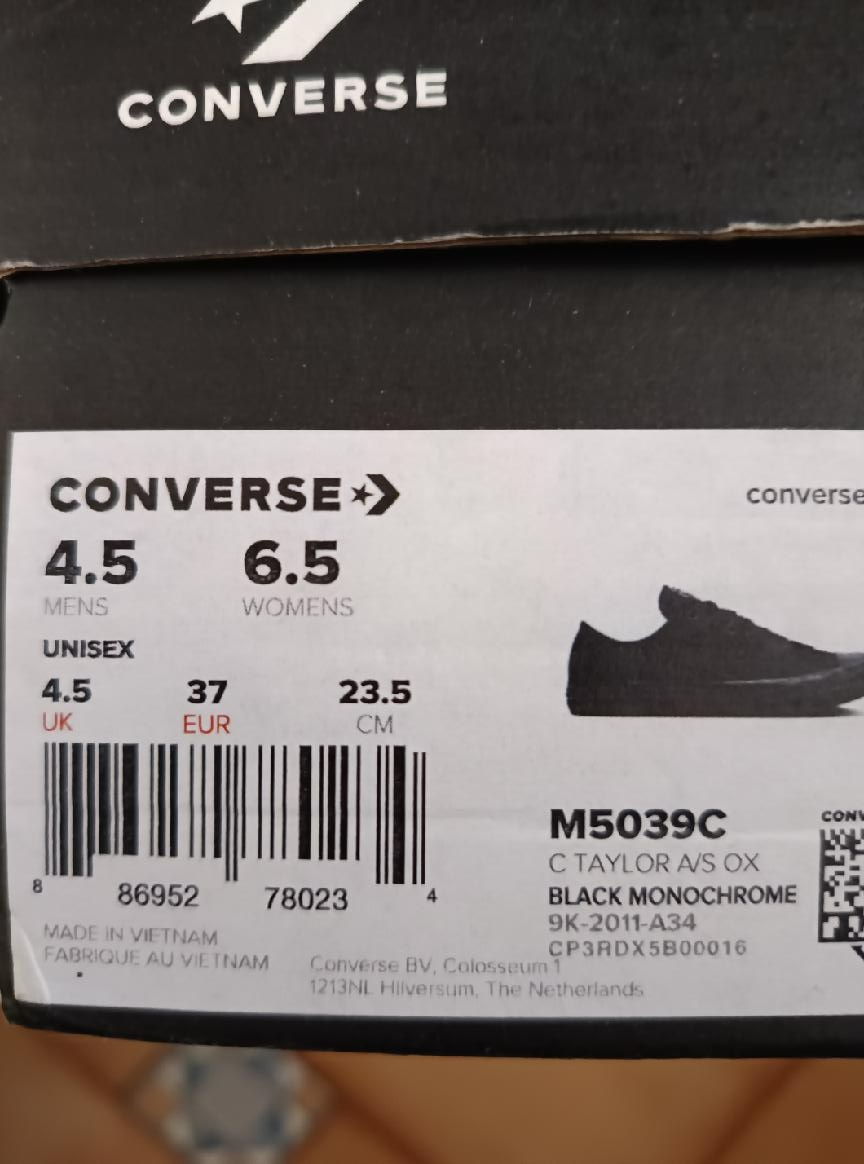 CONVERSE
CONVERSE
converse
4.5 6.5
MENS WOMENS
UNISEX
4.5 37 23.5
UK EUR CM
8 86952 78023 4
M5039C
C TAYLOR A/S OX
BLACK MONOCHROME
9K-2011-A34
CP3RDX5B00016
CONV
MADE IN VIETNAM
FABRIQUE AU VIETNAM
Converse BV, Colosseum 1
1213NL Hilversum, The Netherlands